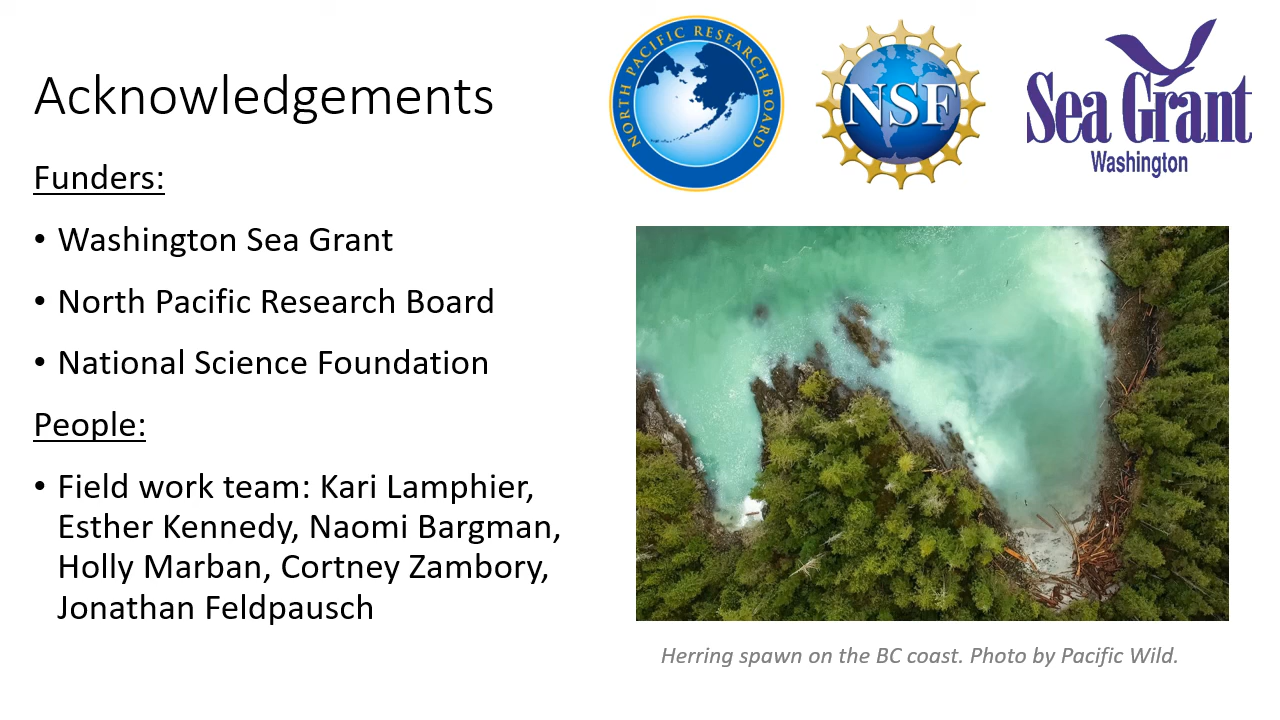 Acknowledgements
Funders:
• Washington Sea Grant
• North Pacific Research Board
• National Science Foundation
People:
• Field work team: Kari Lamphier,
Esther Kennedy, Naomi Bargman,
Holly Marban, Cortney Zambory,
Jonathan Feldpausch
NORTH PACIFIC RESEARCH BOARD
NSF
Sea Grant
Washington
Herring spawn on the BC coast. Photo by Pacific Wild.